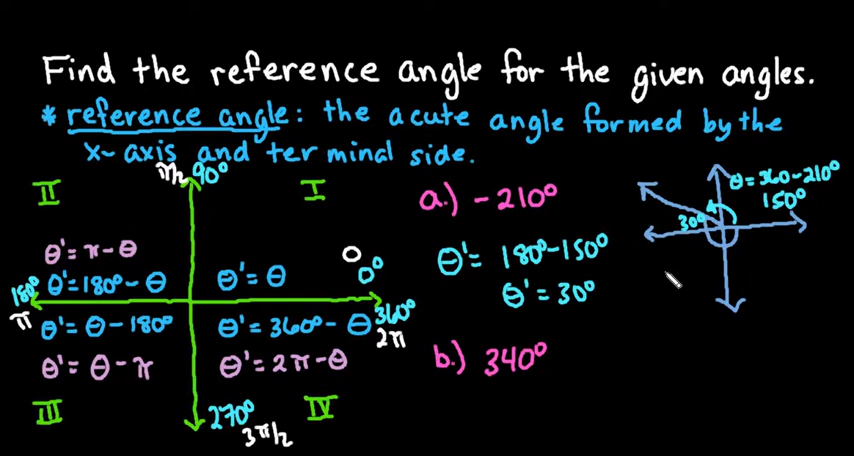 Find the reference angle for the given angles.
* reference angle: the acute angle formed by the
x-axis and terminal side.
II
π/2 90°
I
θ' = π - θ
θ' = 180° - θ
θ' = θ
0
0°
180°
π
360°
2π
θ' = θ - 180°
θ' = θ - π
θ' = 360° - θ
θ' = 2π - θ
III
270°
3π/2
IV
a.) -210°
θ' = 180° - 150°
θ' = 30°
b.) 340°
θ = 360 - 210°
150°
30°